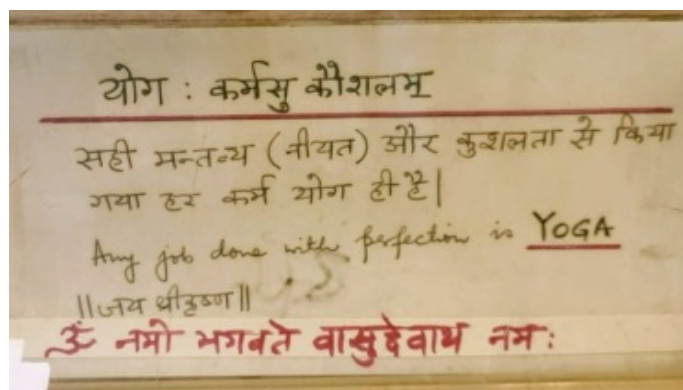 योग : कर्मसु कौशलम्
सही मन्तव्य (नीयत) और कुशलता से किया
गया हर कर्म योग ही है|
Any job done with perfection is YOGA
||जय श्रीकृष्ण||
ॐ नमो भगवते वासुदेवाय नम: